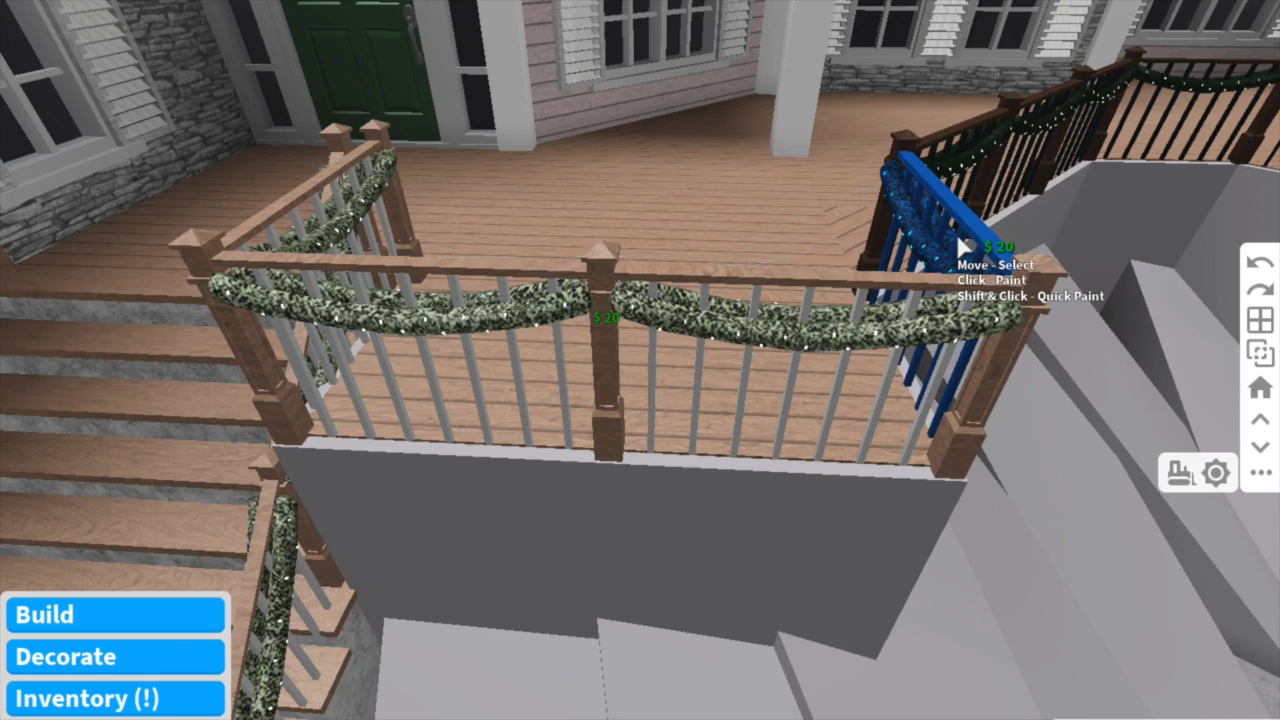 $ 20
Move - Select
Click - Paint
Shift & Click - Quick Paint
$ 20
Build
Decorate
Inventory (!)